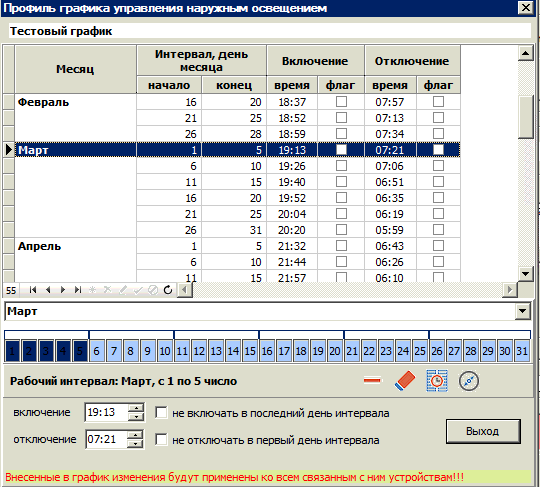 Профиль графика управления наружным освещением
Тестовый график
Месяц Интервал, день месяца Включение Отключение
начало конец время флаг время флаг
Февраль 16 20 18:37 07:57
21 25 18:52 07:13
26 28 18:59 07:34
Март 1 5 19:13 07:21
6 10 19:26 07:06
11 15 19:40 06:51
16 20 19:52 06:35
21 25 20:04 06:19
26 31 20:20 05:59
Апрель 1 5 21:32 06:43
6 10 21:44 06:26
11 15 21:57 06:10
55
Март
1 2 3 4 5 6 7 8 9 10 11 12 13 14 15 16 17 18 19 20 21 22 23 24 25 26 27 28 29 30 31
Рабочий интервал: Март, с 1 по 5 число
включение 19:13 не включать в последний день интервала
отключение 07:21 не отключать в первый день интервала
Выход
Внесенные в график изменения будут применены ко всем связанным с ним устройствам!!!